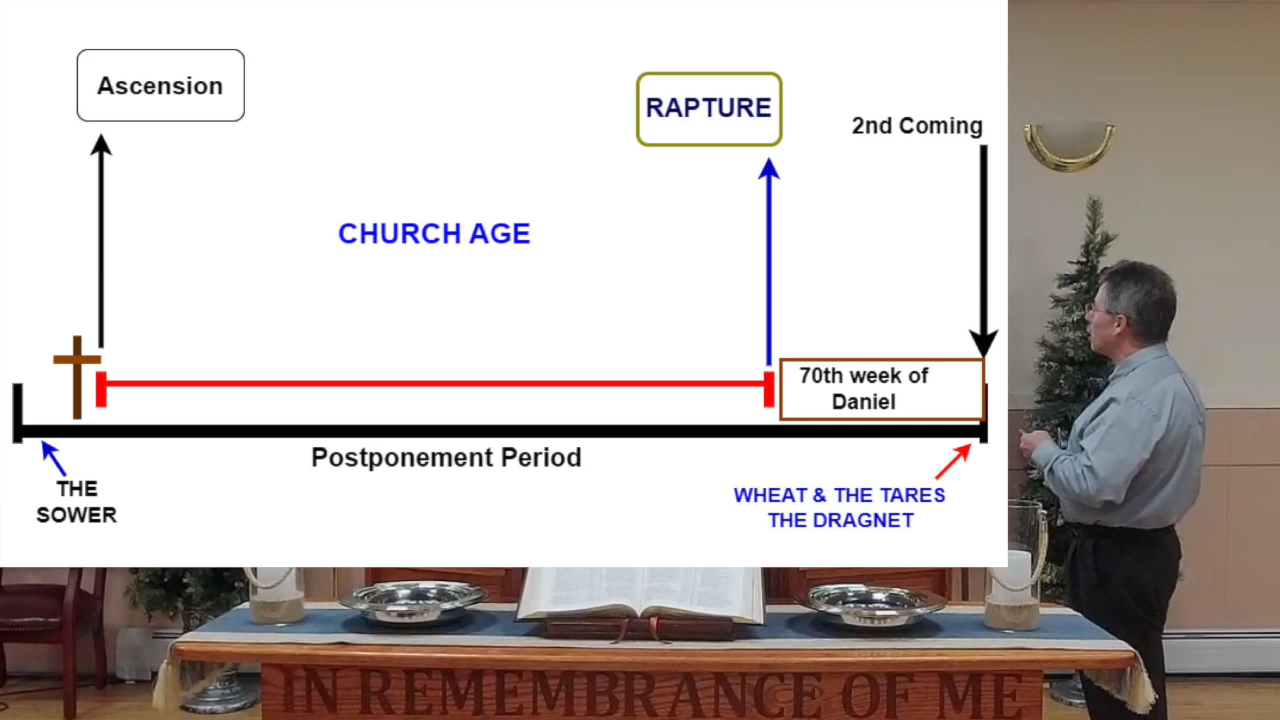 Ascension
RAPTURE
2nd Coming
CHURCH AGE
70th week of
Daniel
Postponement Period
THE
SOWER
WHEAT & THE TARES
THE DRAGNET
IN REMEMBRANCE OF ME